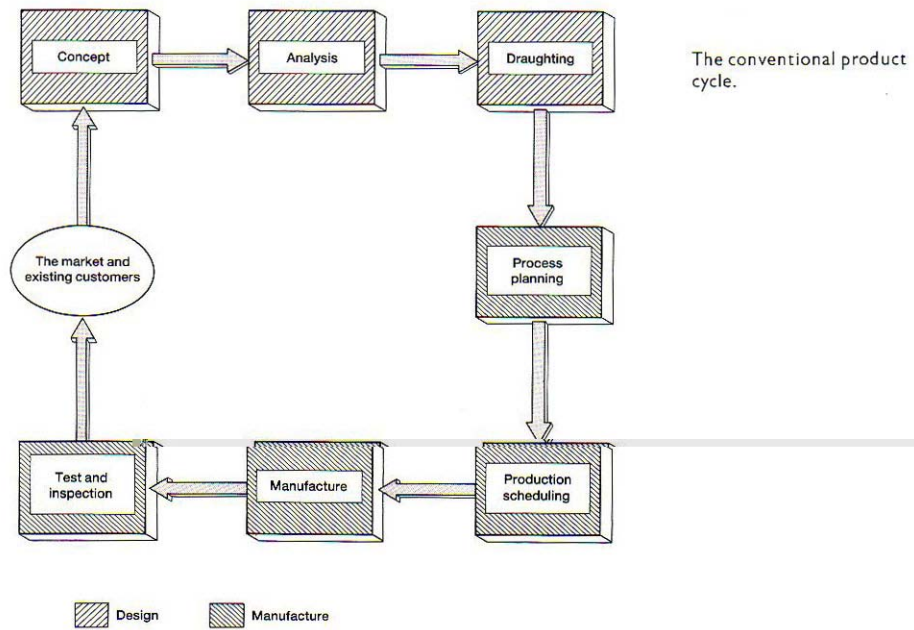 Concept
Analysis
Draughting
The conventional product
cycle.
The market and
existing customers
Process
planning
Test and
inspection
Manufacture
Production
scheduling
Design
Manufacture